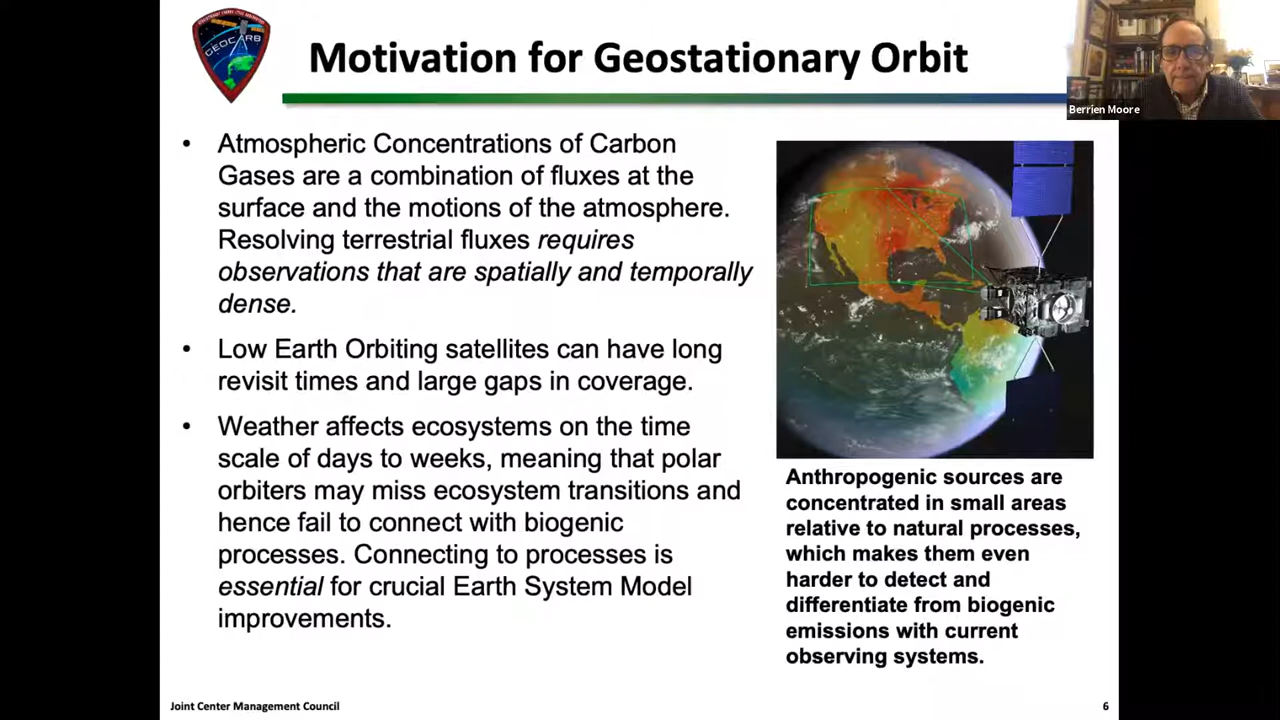 GEOCARB
Motivation for Geostationary Orbit
Berrien Moore
• Atmospheric Concentrations of Carbon
Gases are a combination of fluxes at the
surface and the motions of the atmosphere.
Resolving terrestrial fluxes requires
observations that are spatially and temporally
dense.
• Low Earth Orbiting satellites can have long
revisit times and large gaps in coverage.
• Weather affects ecosystems on the time
scale of days to weeks, meaning that polar
orbiters may miss ecosystem transitions and
hence fail to connect with biogenic
processes. Connecting to processes is
essential for crucial Earth System Model
improvements.
Anthropogenic sources are
concentrated in small areas
relative to natural processes,
which makes them even
harder to detect and
differentiate from biogenic
emissions with current
observing systems.
Joint Center Management Council
6